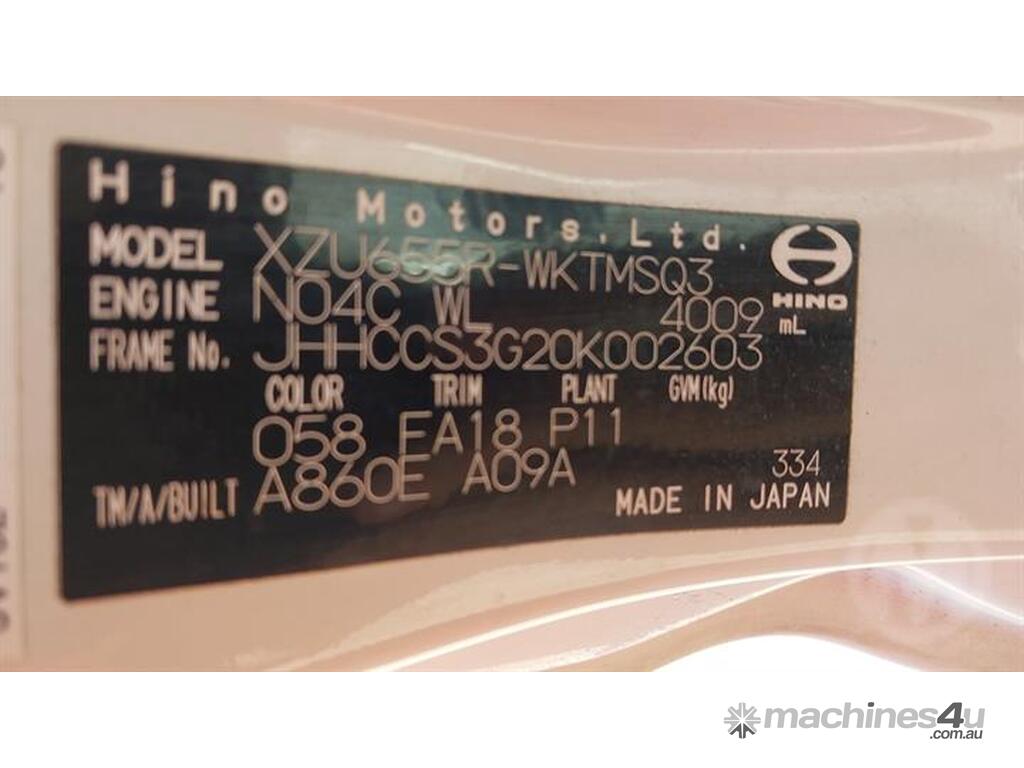 Hino Motors, Ltd.
MODEL XZU655R-WKTMSQ3
ENGINE N04C WL 4009 mL
HINO
FRAME No. JHHCCS3G20K002603
COLOR TRIM PLANT GVM(kg)
058 EA18 P11
TM/A/BUILT A860E A09A 334
MADE IN JAPAN
machines4u
.com.au